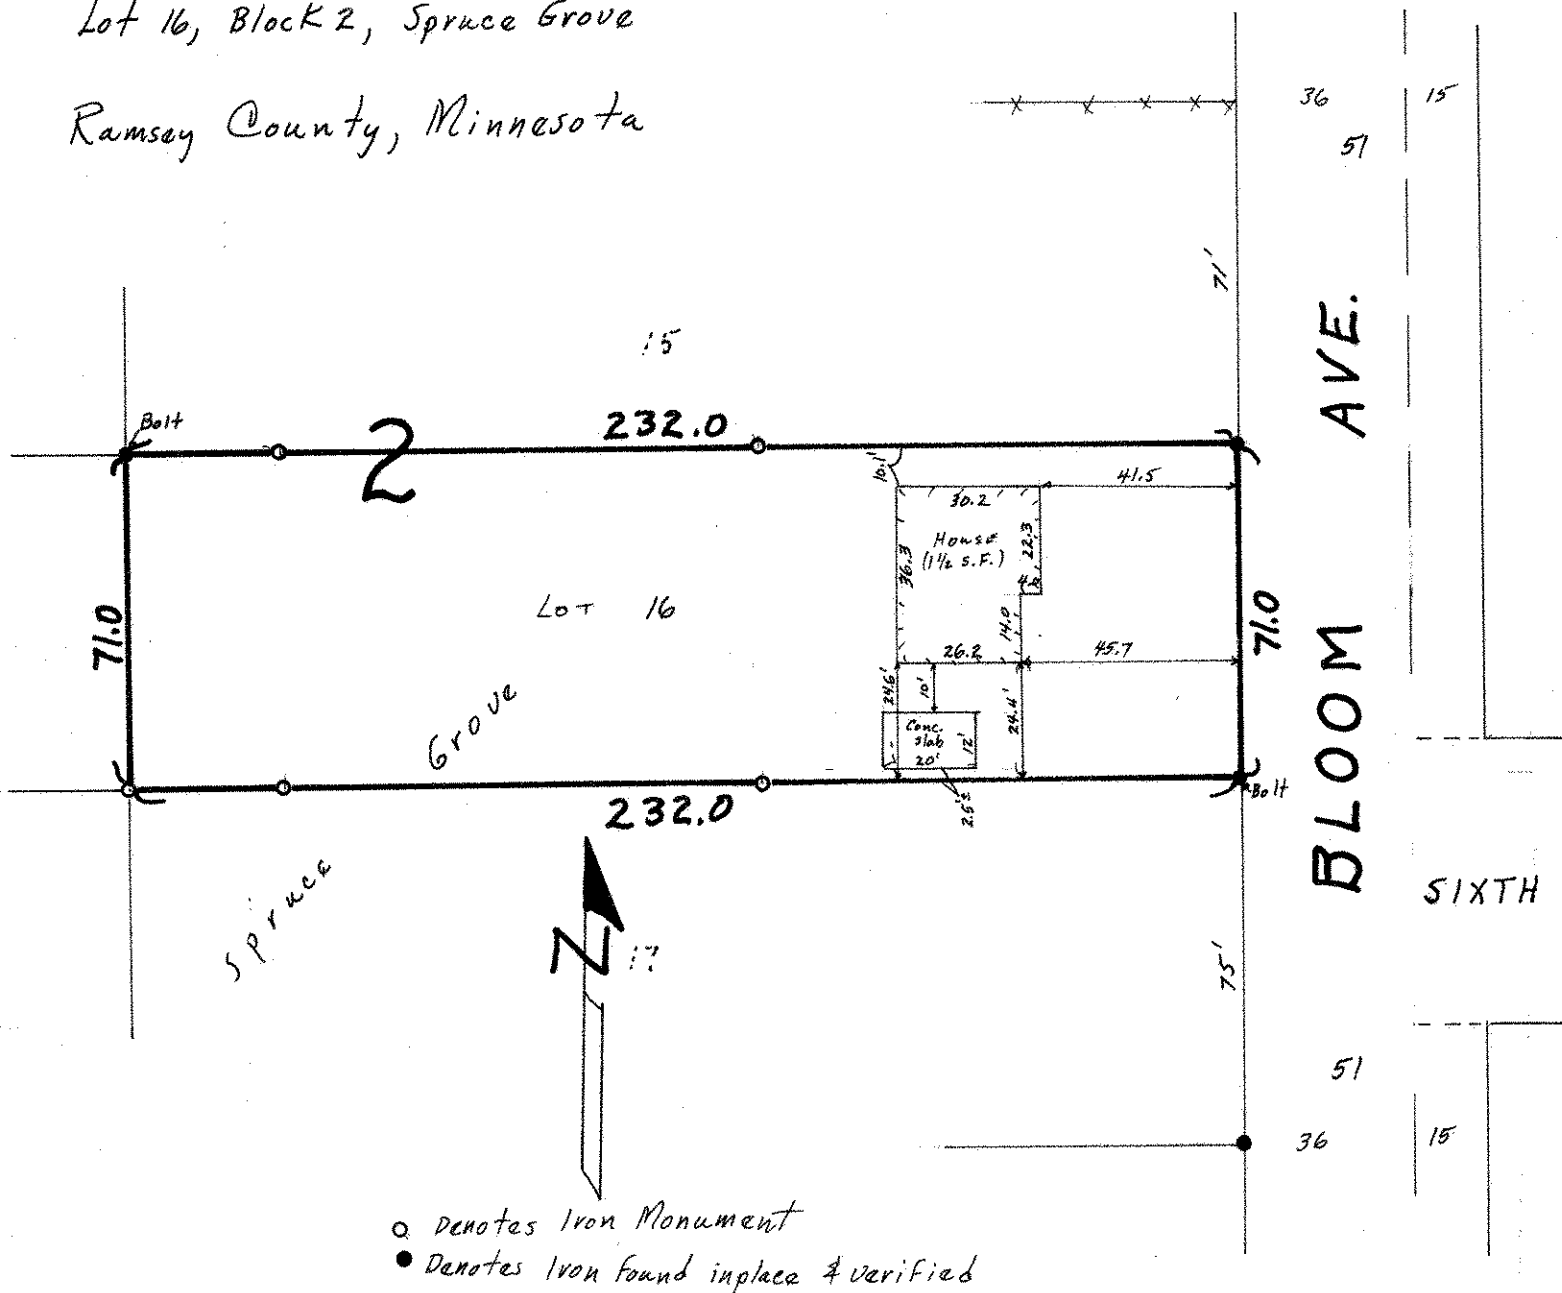 Lot 16, Block 2, Spruce Grove
Ramsey County, Minnesota
36
15
51
71'
AVE.
15
Bolt
2
232.0
10.1'
41.5
30.2
House
(1½ S.F.)
22.3
36.3
71.0
LOT 16
14.0
71.0
26.2
45.7
BLOOM
24.6'
10'
24.4'
Grove
Conc.
Slab
12'
20'
232.0
2.5'±
Bolt
Spruce
SIXTH
N
17
75'
51
36
15
Denotes Iron Monument
Denotes Iron found inplace & verified